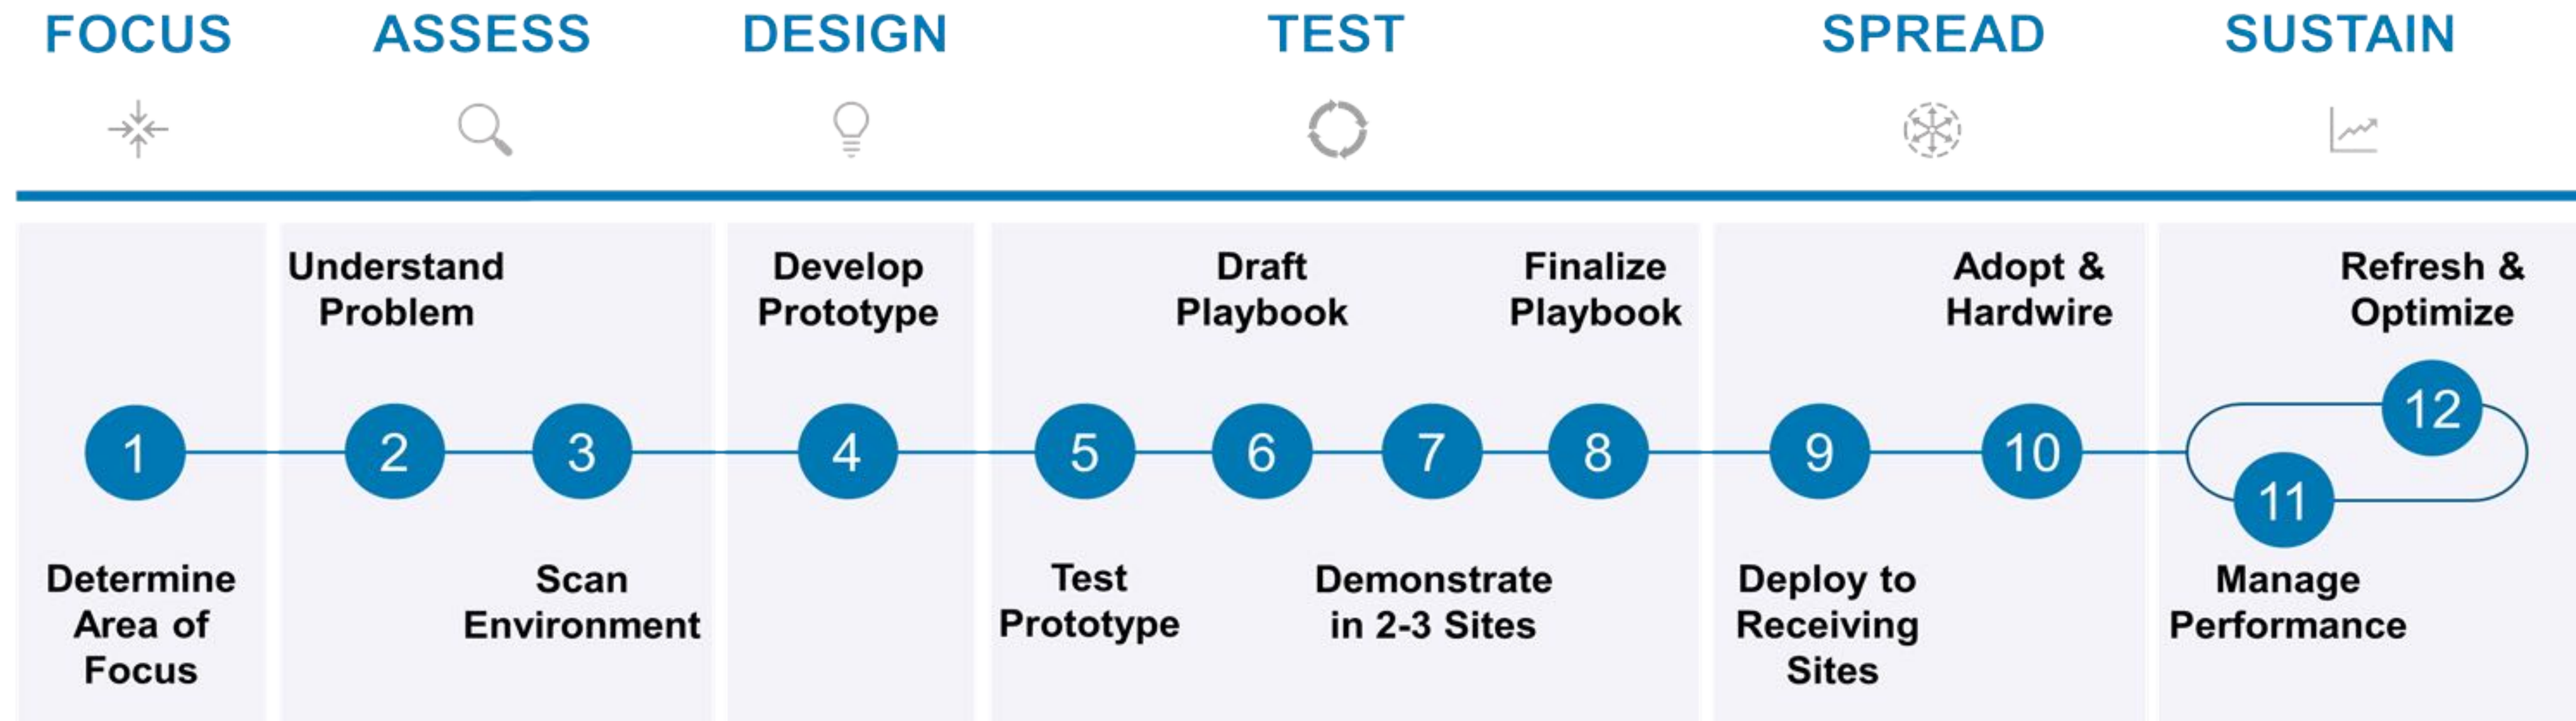 FOCUS
ASSESS
DESIGN
TEST
SPREAD
SUSTAIN
Understand
Problem
Develop
Prototype
Draft
Playbook
Finalize
Playbook
Adopt &
Hardwire
Refresh &
Optimize
1
2
3
4
5
6
7
8
9
10
11
12
Determine
Area of
Focus
Scan
Environment
Test
Prototype
Demonstrate
in 2-3 Sites
Deploy to
Receiving
Sites
Manage
Performance